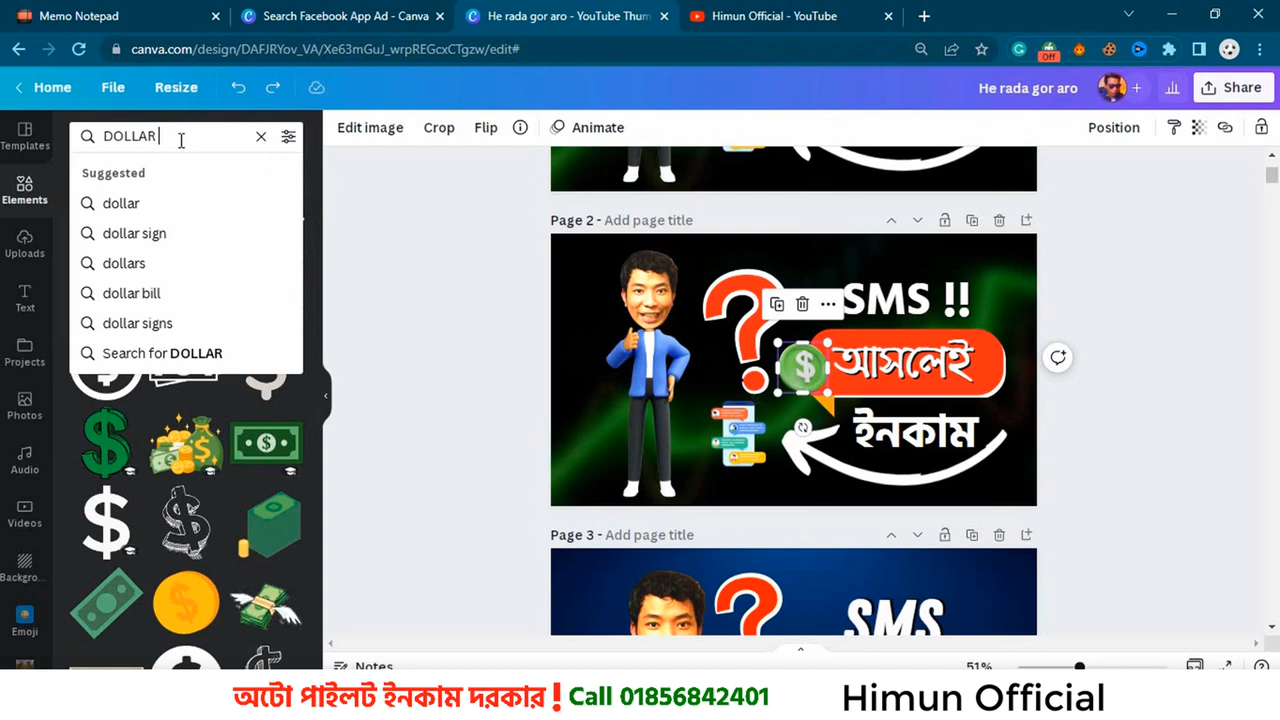 Memo Notepad
Search Facebook App Ad - Canva
He rada gor aro - YouTube Thum
Himun Official - YouTube
canva.com/design/DAFJRYov_VA/Xe63mGuJ_wrpREGcxCTgzw/edit#
Off
Home
File
Resize
He rada gor aro
Share
Templates
Elements
Uploads
Text
Projects
Photos
Audio
Videos
Backgro...
Emoji
DOLLAR
Suggested
dollar
dollar sign
dollars
dollar bill
dollar signs
Search for DOLLAR
Edit image
Crop
Flip
Animate
Position
Page 2 - Add page title
SMS !!
আসলেই
ইনকাম
Page 3 - Add page title
SMS
Notes
51%
অটো পাইলট ইনকাম দরকার ! Call 01856842401
Himun Official